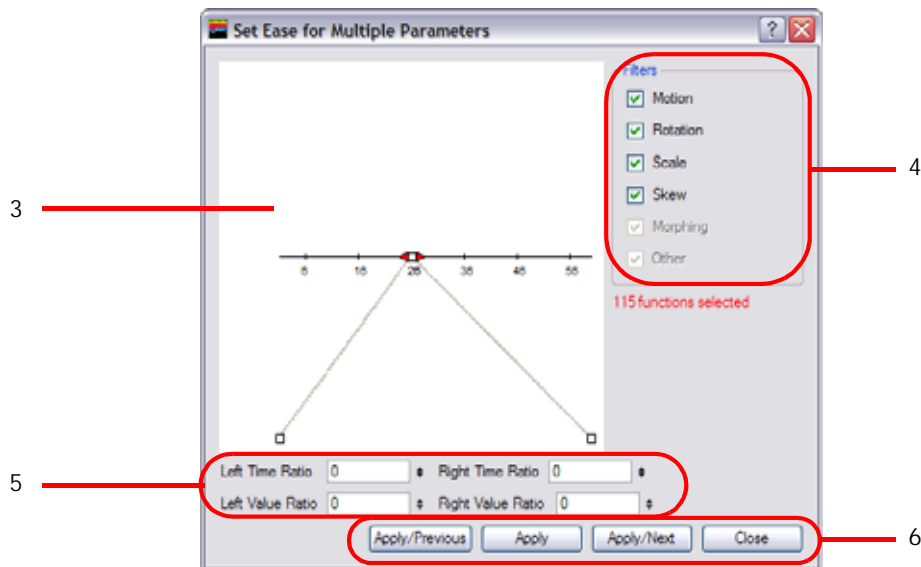 Set Ease for Multiple Parameters
Filters
Motion
Rotation
Scale
Skew
Morphing
Other
115 functions selected
3
4
6 16 26 36 46 56
5
Left Time Ratio 0 Right Time Ratio 0
Left Value Ratio 0 Right Value Ratio 0
Apply/Previous Apply Apply/Next Close
6